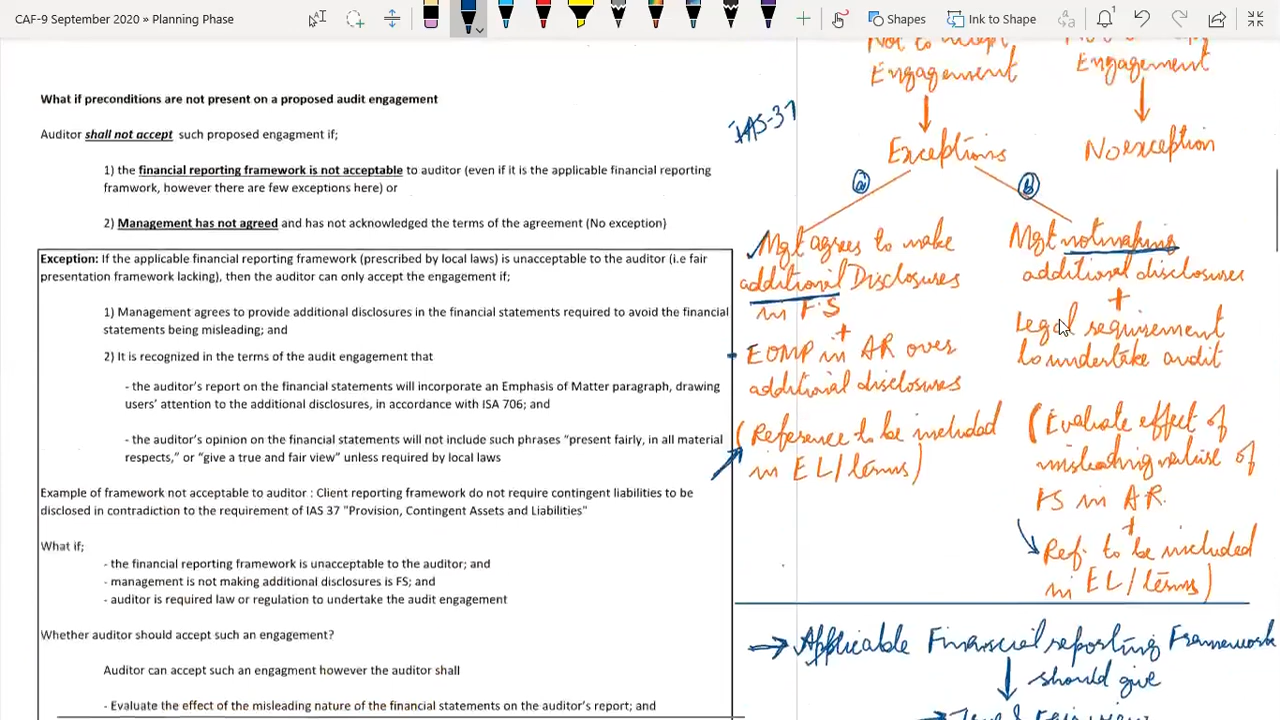 CAF-9 September 2020 » Planning Phase
Shapes
Ink to Shape
What if preconditions are not present on a proposed audit engagement
Auditor shall not accept such proposed engagment if;
1) the financial reporting framework is not acceptable to auditor (even if it is the applicable financial reporting
framwork, however there are few exceptions here) or
2) Management has not agreed and has not acknowledged the terms of the agreement (No exception)
Exception: If the applicable financial reporting framework (prescribed by local laws) is unacceptable to the auditor (i.e fair
presentation framework lacking), then the auditor can only accept the engagement if;
1) Management agrees to provide additional disclosures in the financial statements required to avoid the financial
statements being misleading; and
2) It is recognized in the terms of the audit engagement that
- the auditor's report on the financial statements will incorporate an Emphasis of Matter paragraph, drawing
users' attention to the additional disclosures, in accordance with ISA 706; and
- the auditor's opinion on the financial statements will not include such phrases "present fairly, in all material
respects," or "give a true and fair view" unless required by local laws
Example of framework not acceptable to auditor : Client reporting framework do not require contingent liabilities to be
disclosed in contradiction to the requirement of IAS 37 "Provision, Contingent Assets and Liabilities"
What if;
- the financial reporting framework is unacceptable to the auditor; and
- management is not making additional disclosures is FS; and
- auditor is required law or regulation to undertake the audit engagement
Whether auditor should accept such an engagement?
Auditor can accept such an engagment however the auditor shall
- Evaluate the effect of the misleading nature of the financial statements on the auditor's report; and
IAS-37
Not to accept
Engagement
Exceptions
a
Mgt agrees to make
additional Disclosures
in F.S
+
EOMP in AR over
additional disclosures
(Reference to be included
in EL/terms)
Engagement
No exception
b
Mgt not making
additional disclosures
+
Legal requirement
to undertake audit
(Evaluate effect of
misleading nature of
FS in AR.
+
Ref. to be included
in EL/terms)
Applicable Financial reporting Framework
should give
True & Fair view